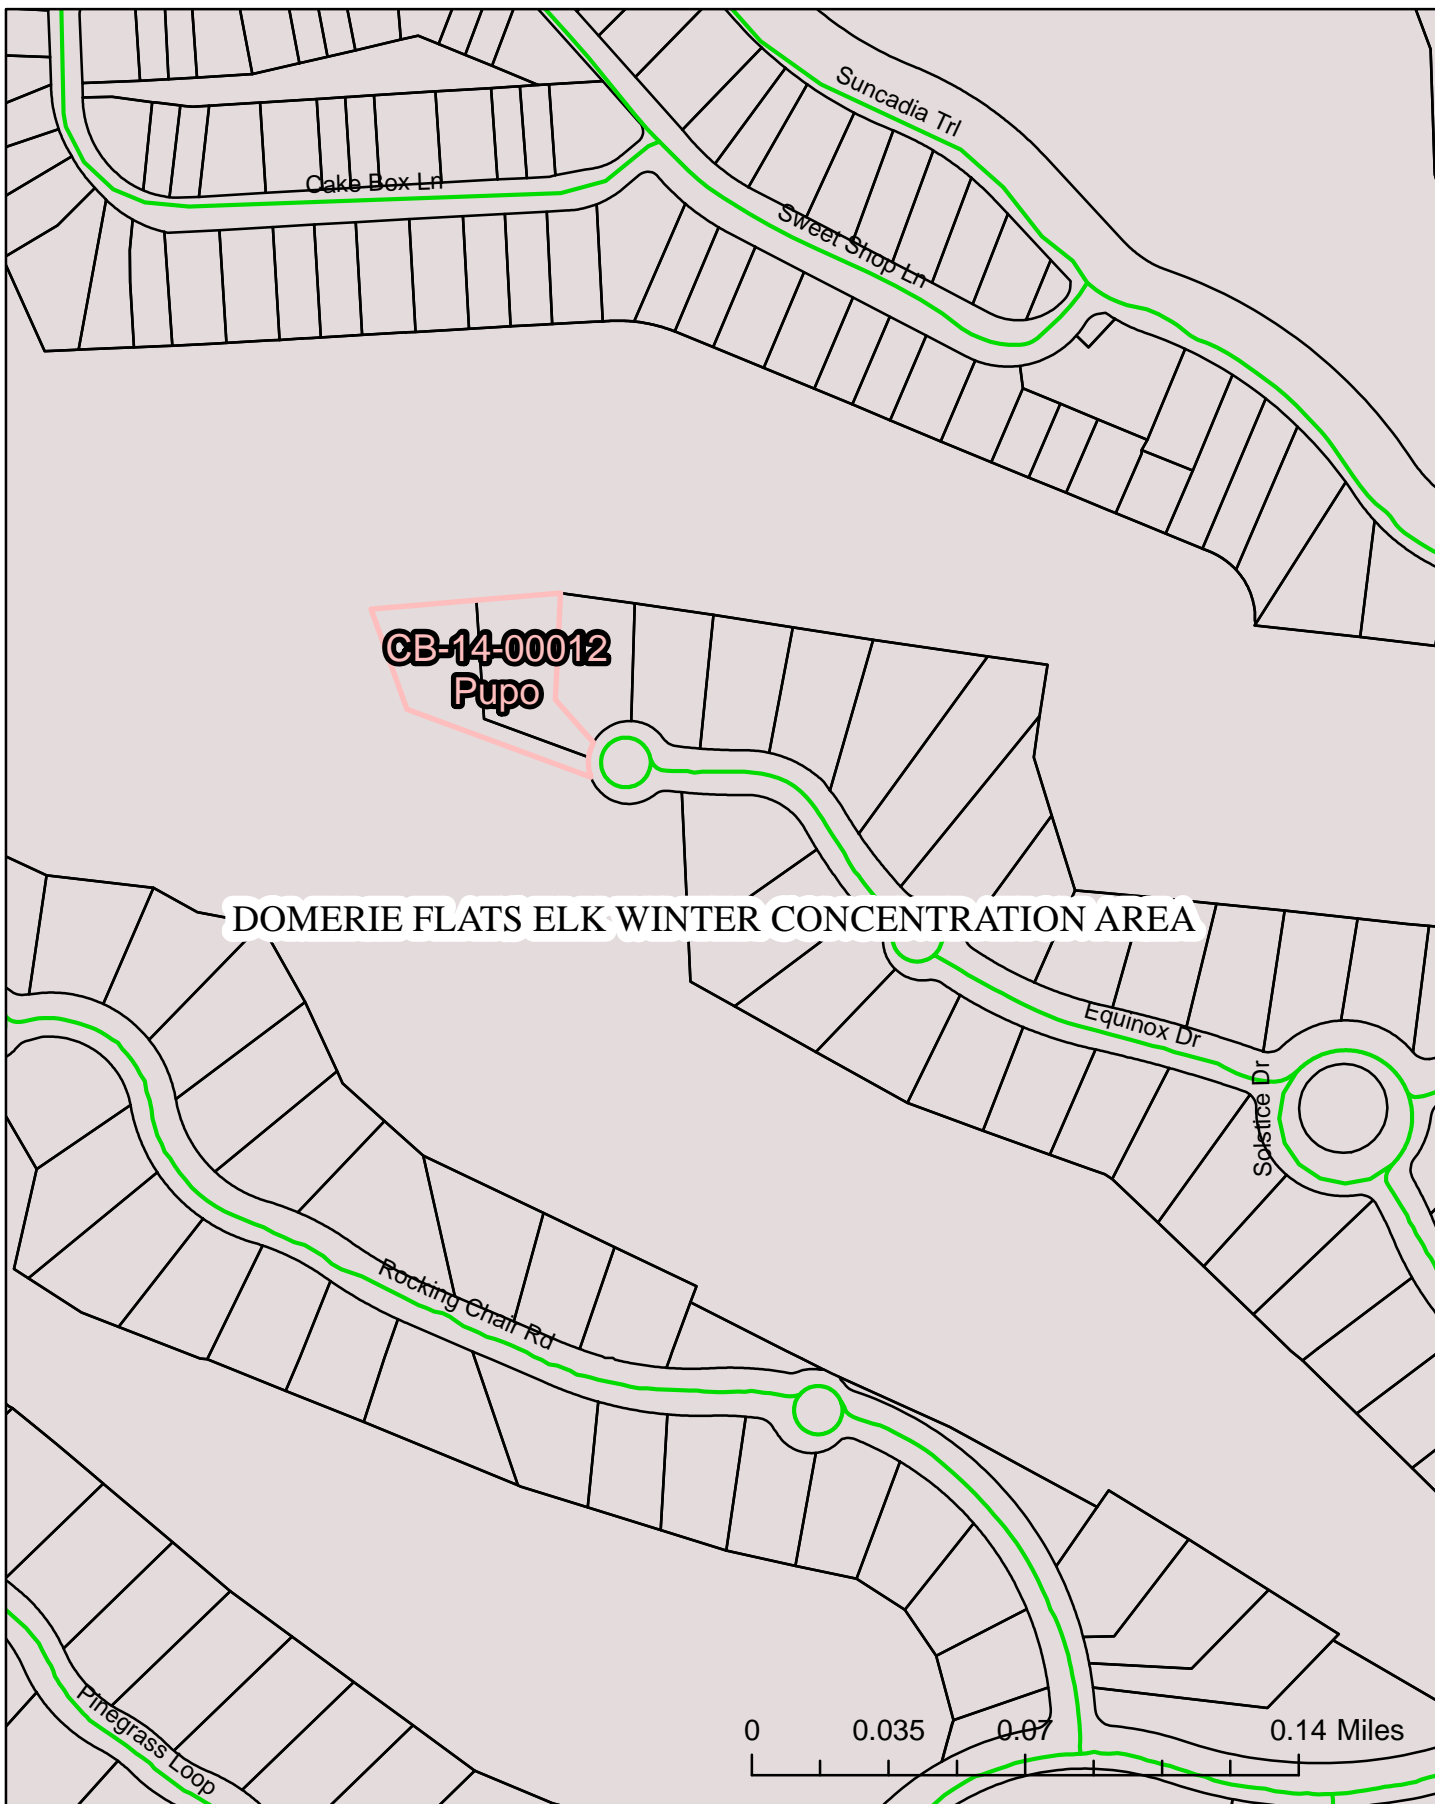 Suncadia Trl
Cake Box Ln
Sweet Shop Ln
CB-14-00012
Pupo
DOMERIE FLATS ELK WINTER CONCENTRATION AREA
Equinox Dr
Solstice Dr
Rocking Chair Rd
Pinegrass Loop
0 0.035 0.07 0.14 Miles